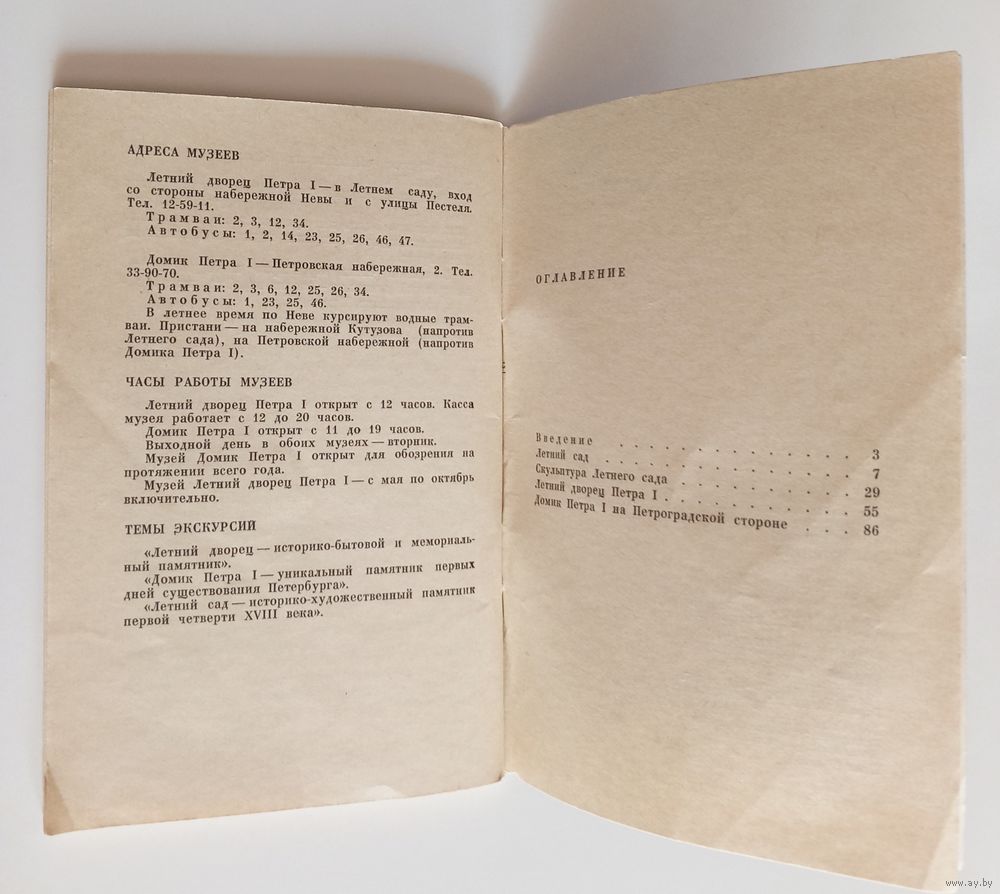 АДРЕСА МУЗЕЕВ
Летний дворец Петра I — в Летнем саду, вход
со стороны набережной Невы и с улицы Пестеля.
Тел. 12-59-11.
Трамваи: 2, 3, 12, 34.
Автобусы: 1, 2, 14, 23, 25, 26, 46, 47.
Домик Петра I — Петровская набережная, 2. Тел.
33-90-70.
Трамваи: 2, 3, 6, 12, 25, 26, 34.
Автобусы: 1, 23, 25, 46.
В летнее время по Неве курсируют водные трам-
ваи. Пристани — на набережной Кутузова (напротив
Летнего сада), на Петровской набережной (напротив
Домика Петра I).
ЧАСЫ РАБОТЫ МУЗЕЕВ
Летний дворец Петра I открыт с 12 часов. Касса
музея работает с 12 до 20 часов.
Домик Петра I открыт с 11 до 19 часов.
Выходной день в обоих музеях — вторник.
Музей Домик Петра I открыт для обозрения на
протяжении всего года.
Музей Летний дворец Петра I — с мая по октябрь
включительно.
ТЕМЫ ЭКСКУРСИЙ
«Летний дворец — историко-бытовой и мемориаль-
ный памятник».
«Домик Петра I — уникальный памятник первых
дней существования Петербурга».
«Летний сад — историко-художественный памятник
первой четверти XVIII века».
ОГЛАВЛЕНИЕ
Введение . . . . . . . . . . . 3
Летний сад . . . . . . . . . . . 7
Скульптура Летнего сада . . . . . . . . 29
Летний дворец Петра I . . . . . . . . . 55
Домик Петра I на Петроградской стороне . . . 86
www.ay.by